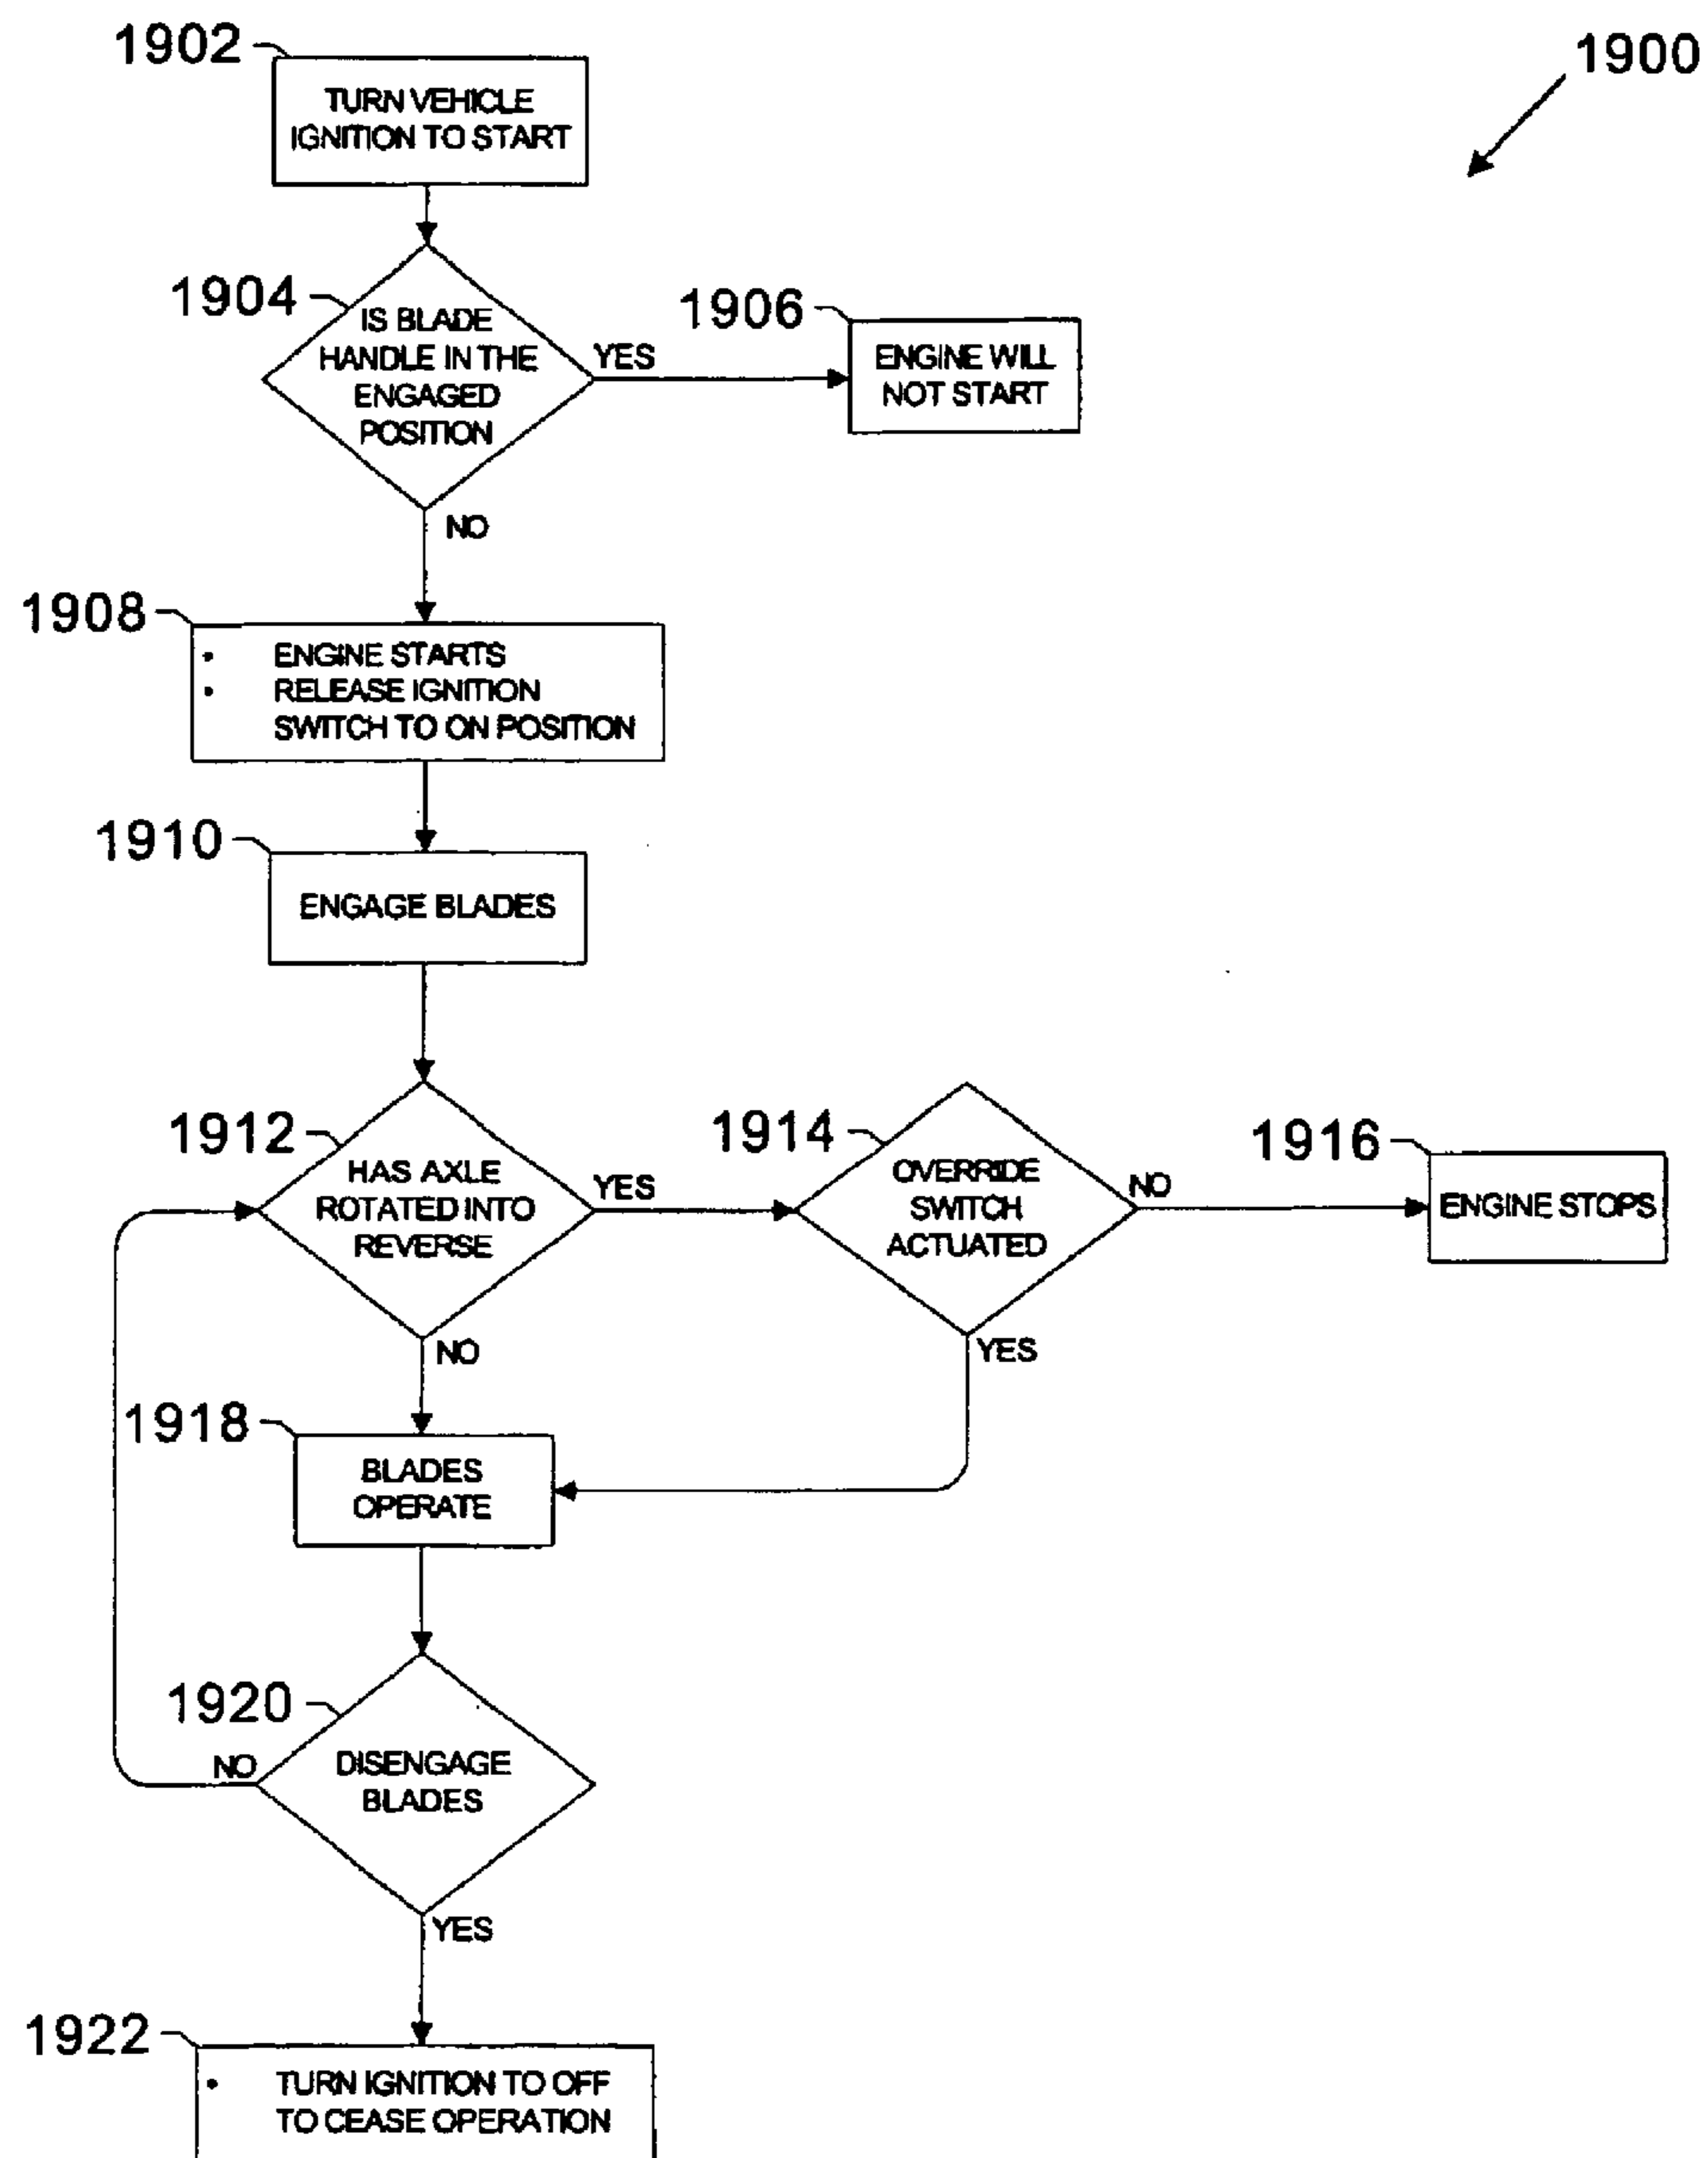 1900
1902
TURN VEHICLE
IGNITION TO START
1904
IS BLADE
HANDLE IN THE
ENGAGED
POSITION
YES
1906
ENGINE WILL
NOT START
NO
1908
• ENGINE STARTS
• RELEASE IGNITION
SWITCH TO ON POSITION
1910
ENGAGE BLADES
1912
HAS AXLE
ROTATED INTO
REVERSE
YES
1914
OVERRIDE
SWITCH
ACTUATED
NO
1916
ENGINE STOPS
NO
YES
1918
BLADES
OPERATE
1920
NO
DISENGAGE
BLADES
YES
1922
• TURN IGNITION TO OFF
TO CEASE OPERATION